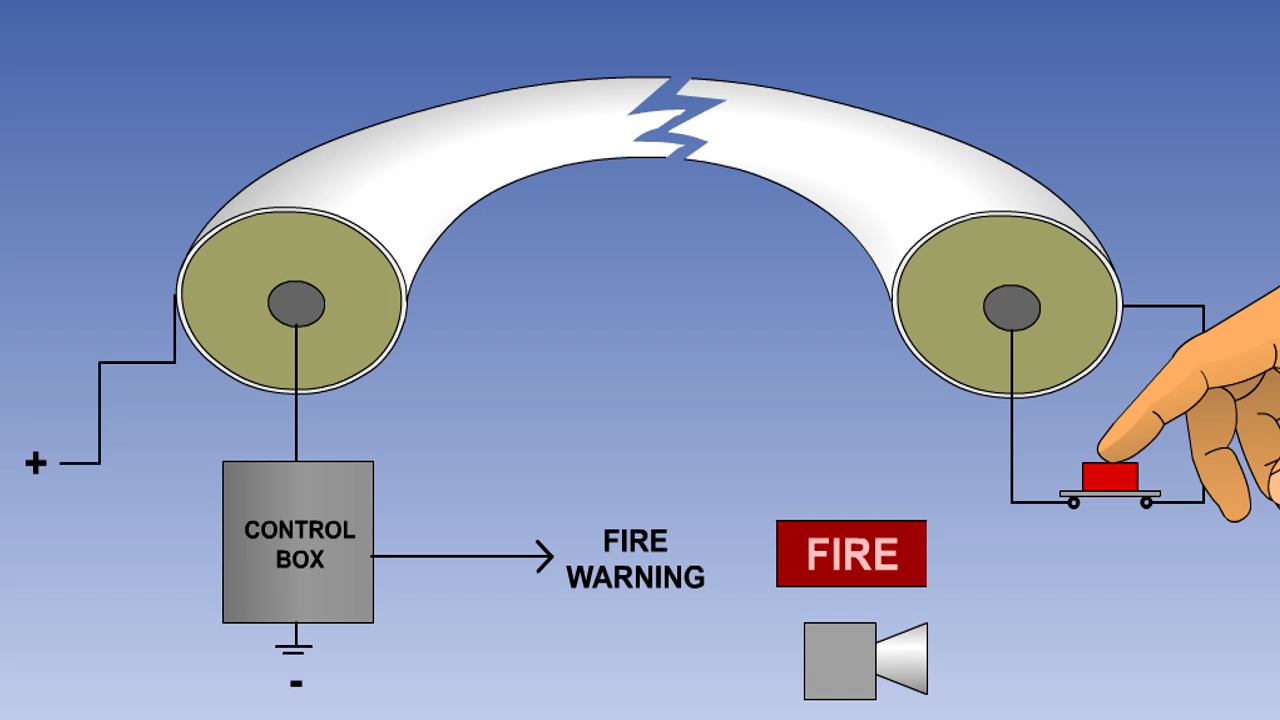 +
CONTROL
BOX
FIRE
WARNING
FIRE
-